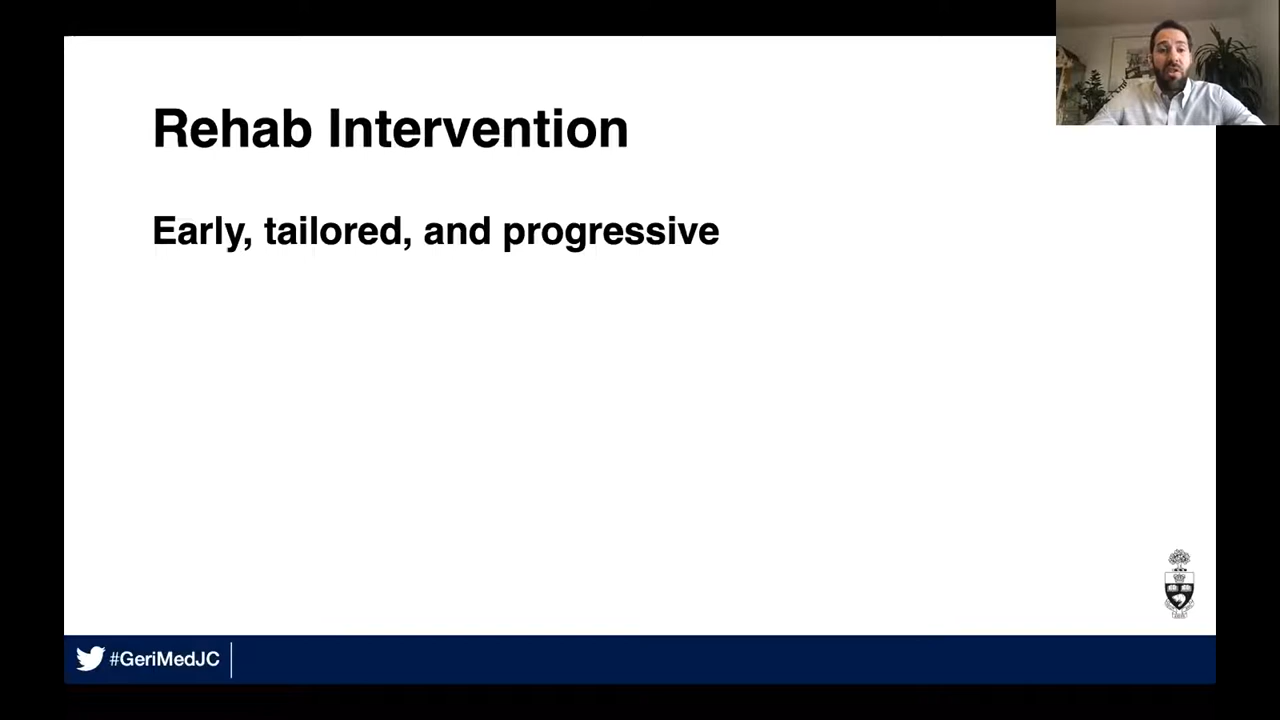 Rehab Intervention
Early, tailored, and progressive
#GeriMedJC